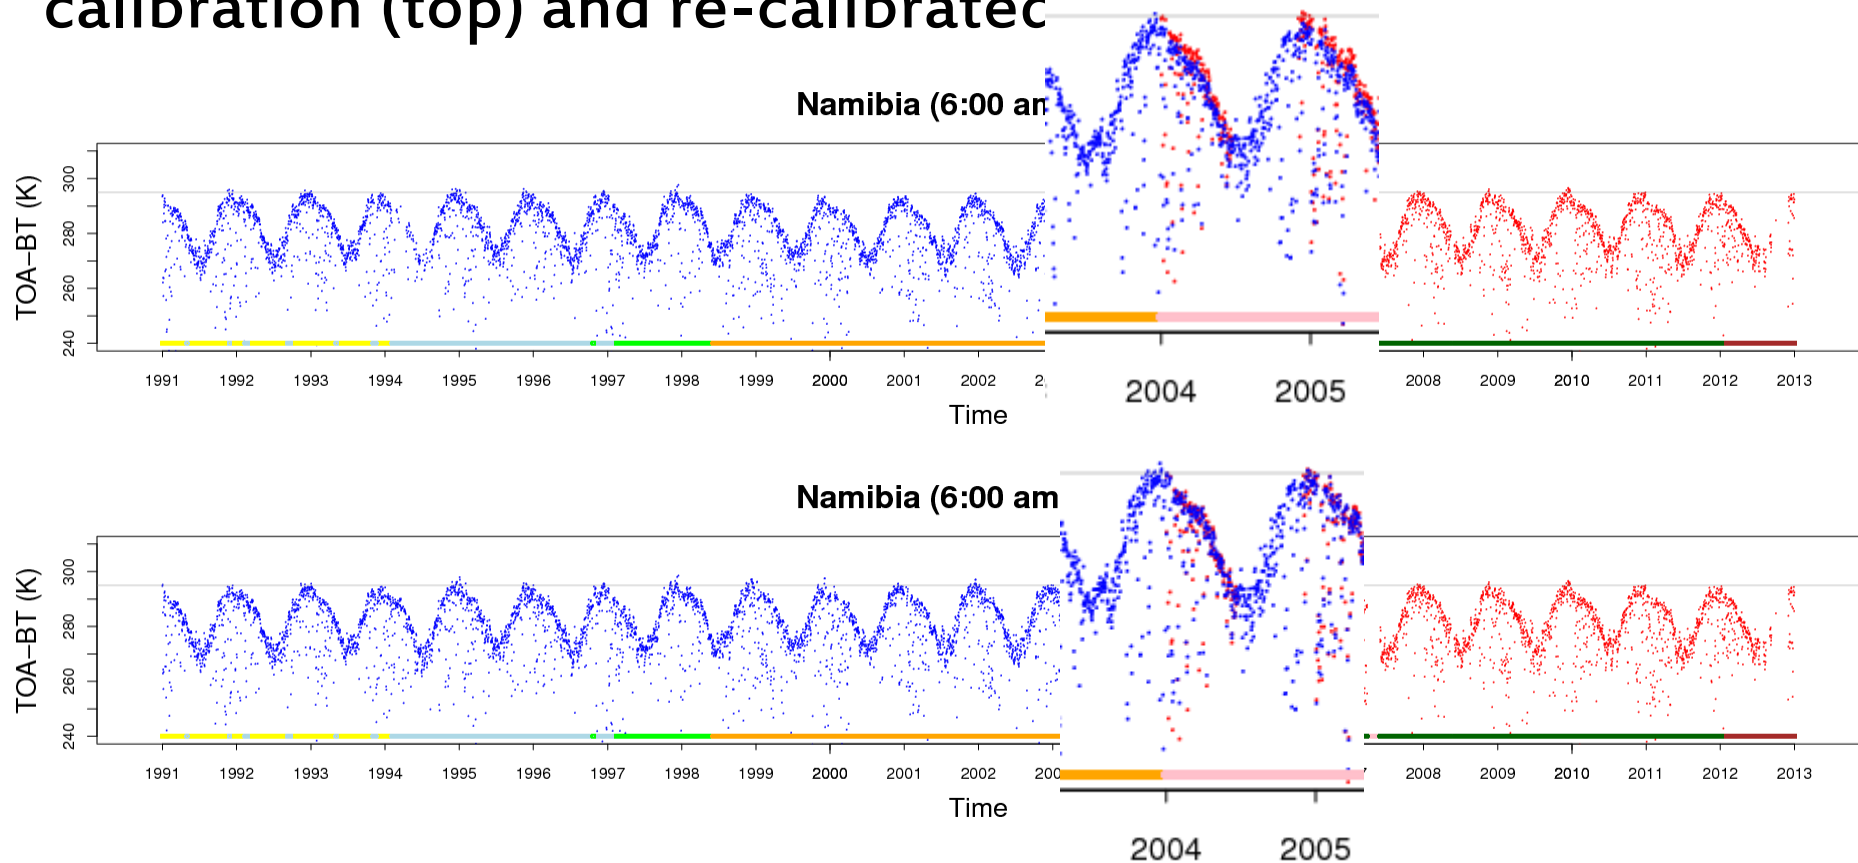 calibration (top) and re-calibrated
Namibia (6:00 am
TOA-BT (K)
300
280
260
240
1991 1992 1993 1994 1995 1996 1997 1998 1999 2000 2001 2002 2004 2005 2008 2009 2010 2011 2012 2013
Time
Namibia (6:00 am
TOA-BT (K)
300
280
260
240
1991 1992 1993 1994 1995 1996 1997 1998 1999 2000 2001 2002 200 2004 2005 2008 2009 2010 2011 2012 2013
Time